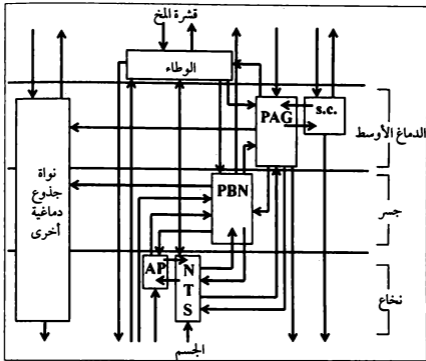 قشرة المخ
الوطاء
s.c.
PAG
الدماغ الأوسط
نواة
جذوع
دماغية
أخرى
PBN
جسر
AP
N
T
S
نخاع
الجسم